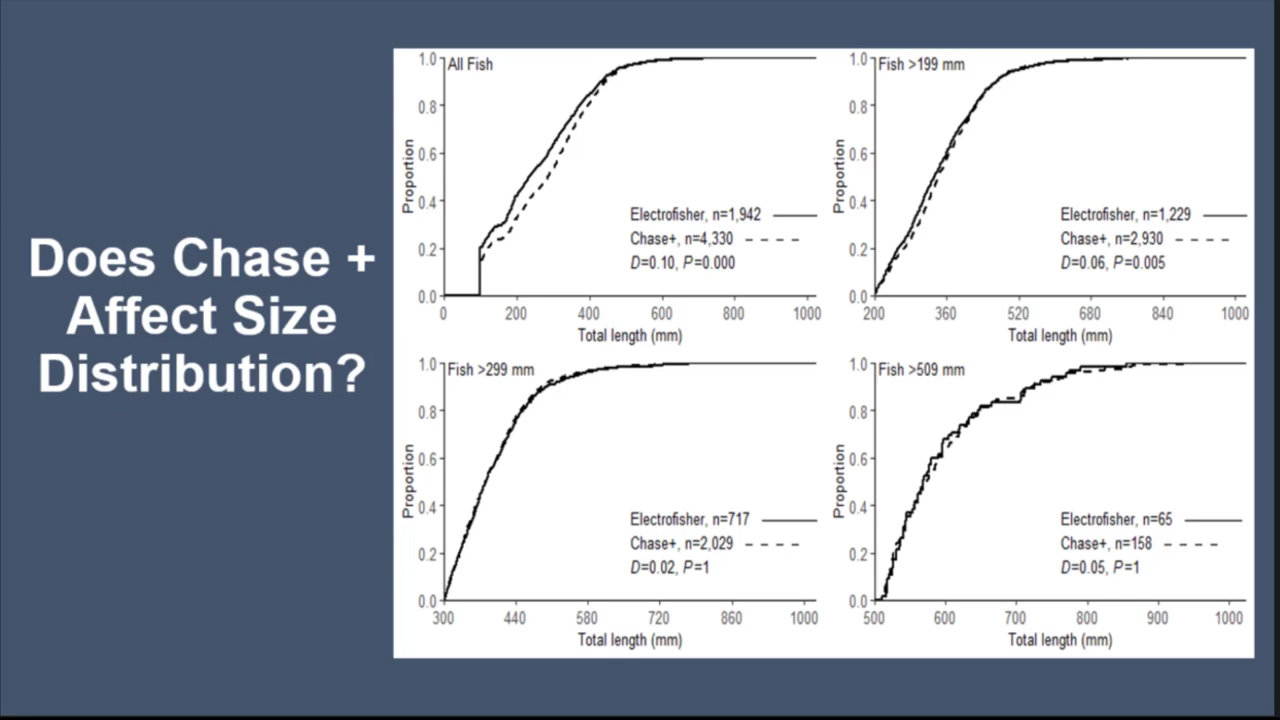 Does Chase +
Affect Size
Distribution?
All Fish
Proportion
1.0
0.8
0.6
0.4
0.2
0.0
Electrofisher, n=1,942
Chase+, n=4,330
D=0.10, P=0.000
0 200 400 600 800 1000
Total length (mm)
Fish >199 mm
Proportion
1.0
0.8
0.6
0.4
0.2
0.0
Electrofisher, n=1,229
Chase+, n=2,930
D=0.06, P=0.005
200 360 520 680 840 1000
Total length (mm)
Fish >299 mm
Proportion
1.0
0.8
0.6
0.4
0.2
0.0
Electrofisher, n=717
Chase+, n=2,029
D=0.02, P=1
300 440 580 720 860 1000
Total length (mm)
Fish >509 mm
Proportion
1.0
0.8
0.6
0.4
0.2
0.0
Electrofisher, n=65
Chase+, n=158
D=0.05, P=1
500 600 700 800 900 1000
Total length (mm)